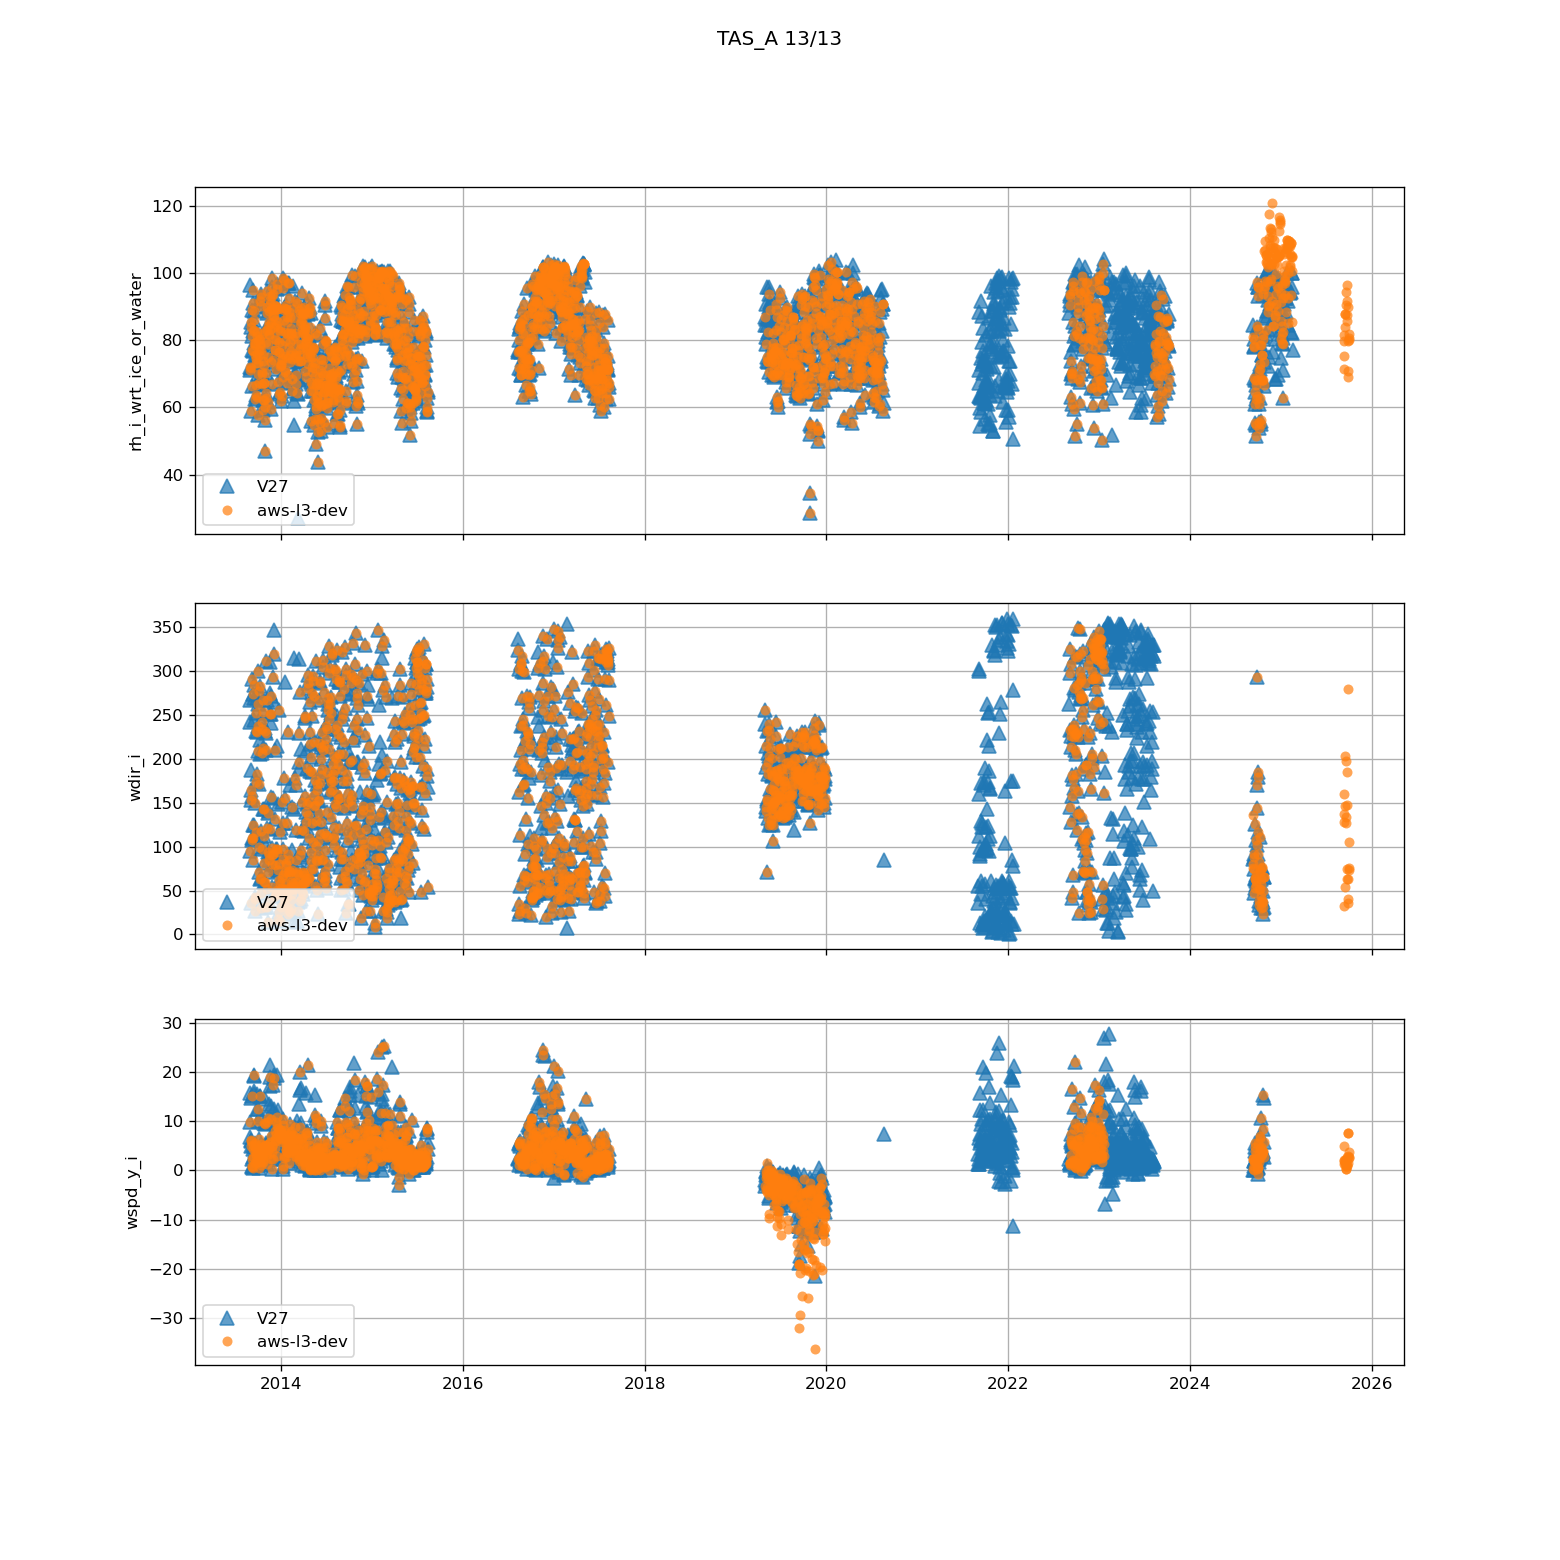 TAS_A 13/13
120
100
80
60
40
rh_i_wrt_ice_or_water
V27
aws-l3-dev
350
300
250
200
150
100
50
0
wdir_i
V27
aws-l3-dev
30
20
10
0
−10
−20
−30
wspd_y_i
V27
aws-l3-dev
2014 2016 2018 2020 2022 2024 2026